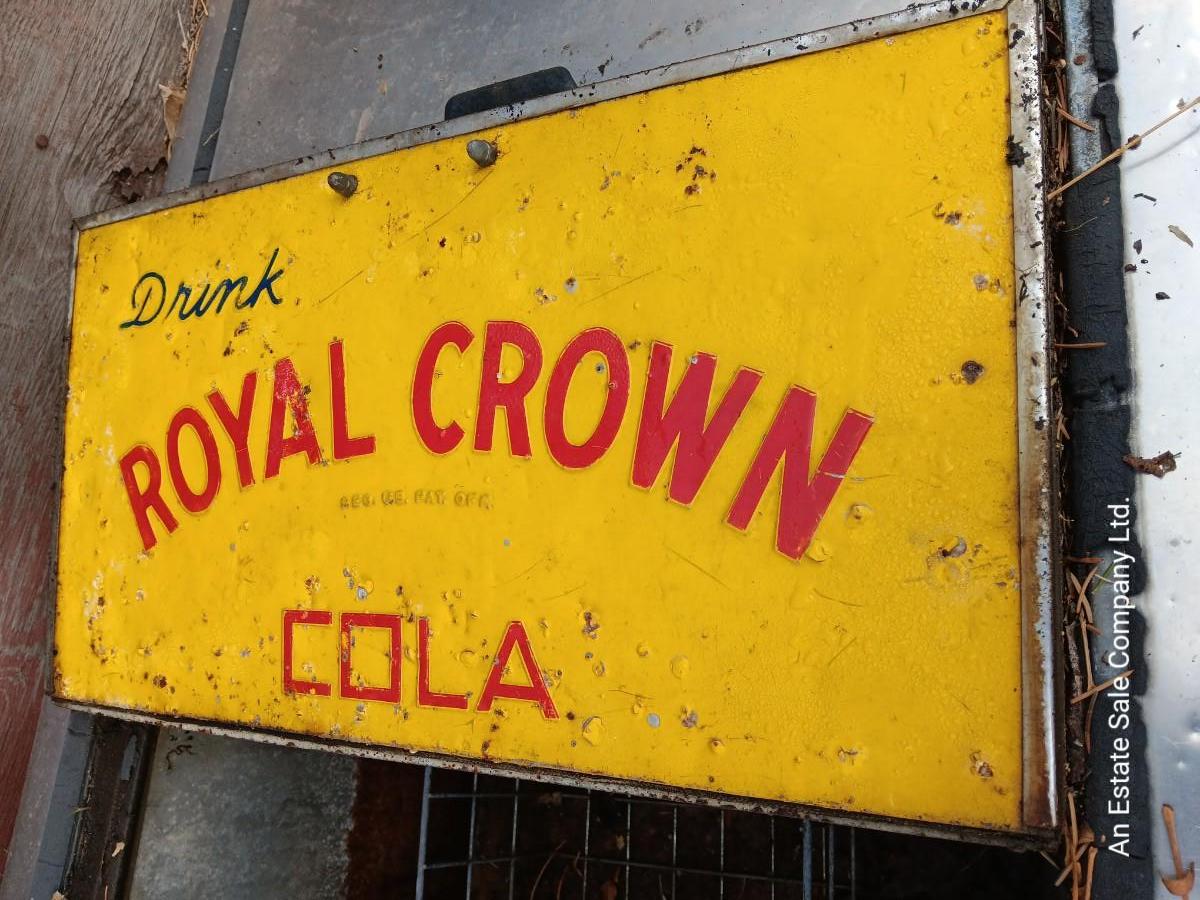 Drink
ROYAL CROWN
REG. U.S. PAT. OFF.
COLA
An Estate Sale Company Ltd.